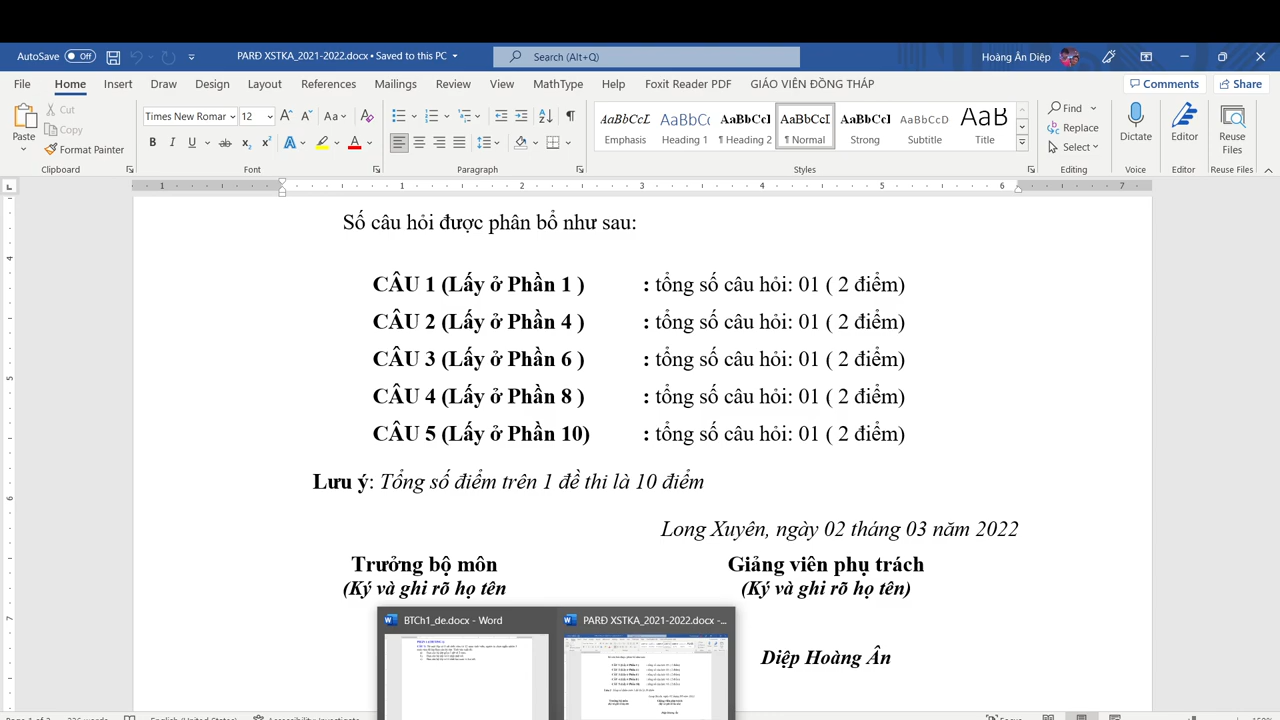 AutoSave Off PARĐ XSTKA_2021-2022.docx • Saved to this PC Search (Alt+Q) Hoàng Ân Diệp
File Home Insert Draw Design Layout References Mailings Review View MathType Help Foxit Reader PDF GIÁO VIÊN ĐỒNG THÁP Comments Share
Paste Cut Copy Format Painter
Times New Romar 12
AaBbCcL AaBbCc AaBbCcI AaBbCcI AaBbCcI AaBbCcD AaB
Emphasis Heading 1 ¶ Heading 2 ¶ Normal Strong Subtitle Title
Find Replace Select Dictate Editor Reuse Files
Clipboard Font Paragraph Styles Editing Voice Editor Reuse Files
1 1 2 3 4 5 6 7
Số câu hỏi được phân bổ như sau:
CÂU 1 (Lấy ở Phần 1 ) : tổng số câu hỏi: 01 ( 2 điểm)
CÂU 2 (Lấy ở Phần 4 ) : tổng số câu hỏi: 01 ( 2 điểm)
CÂU 3 (Lấy ở Phần 6 ) : tổng số câu hỏi: 01 ( 2 điểm)
CÂU 4 (Lấy ở Phần 8 ) : tổng số câu hỏi: 01 ( 2 điểm)
CÂU 5 (Lấy ở Phần 10) : tổng số câu hỏi: 01 ( 2 điểm)
Lưu ý: Tổng số điểm trên 1 đề thi là 10 điểm
Long Xuyên, ngày 02 tháng 03 năm 2022
Trưởng bộ môn Giảng viên phụ trách
(Ký và ghi rõ họ tên (Ký và ghi rõ họ tên)
BTCh1_de.docx - Word PARĐ XSTKA_2021-2022.docx -...
Diệp Hoàng Ân